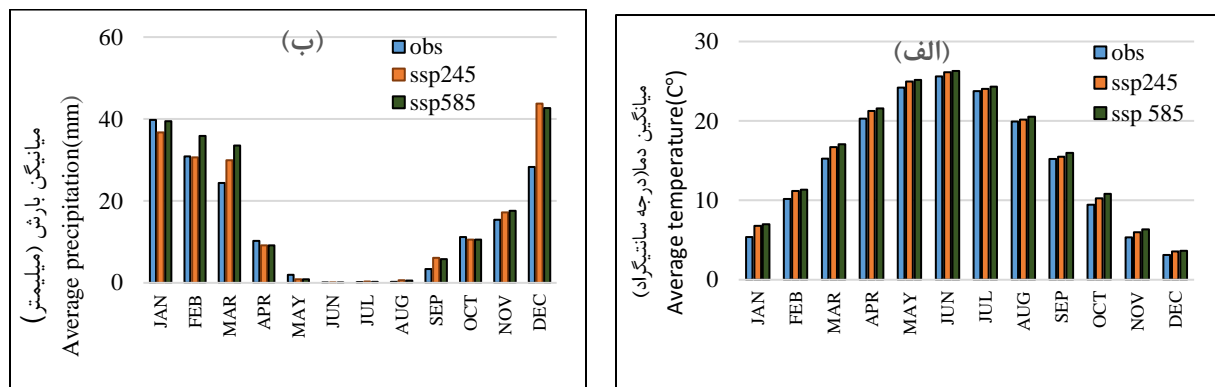 60
(ب)
obs
ssp245
ssp585
40
20
0
میانیگن بارش (میلیمتر)
Average precipitation(mm)
JAN
FEB
MAR
APR
MAY
JUN
JUL
AUG
SEP
OCT
NOV
DEC
30
(الف)
obs
ssp245
ssp 585
20
10
0
میانگین دما(درجه سانتیگراد)
Average temperature(C°)
JAN
FEB
MAR
APR
MAY
JUN
JUL
AUG
SEP
OCT
NOV
DEC